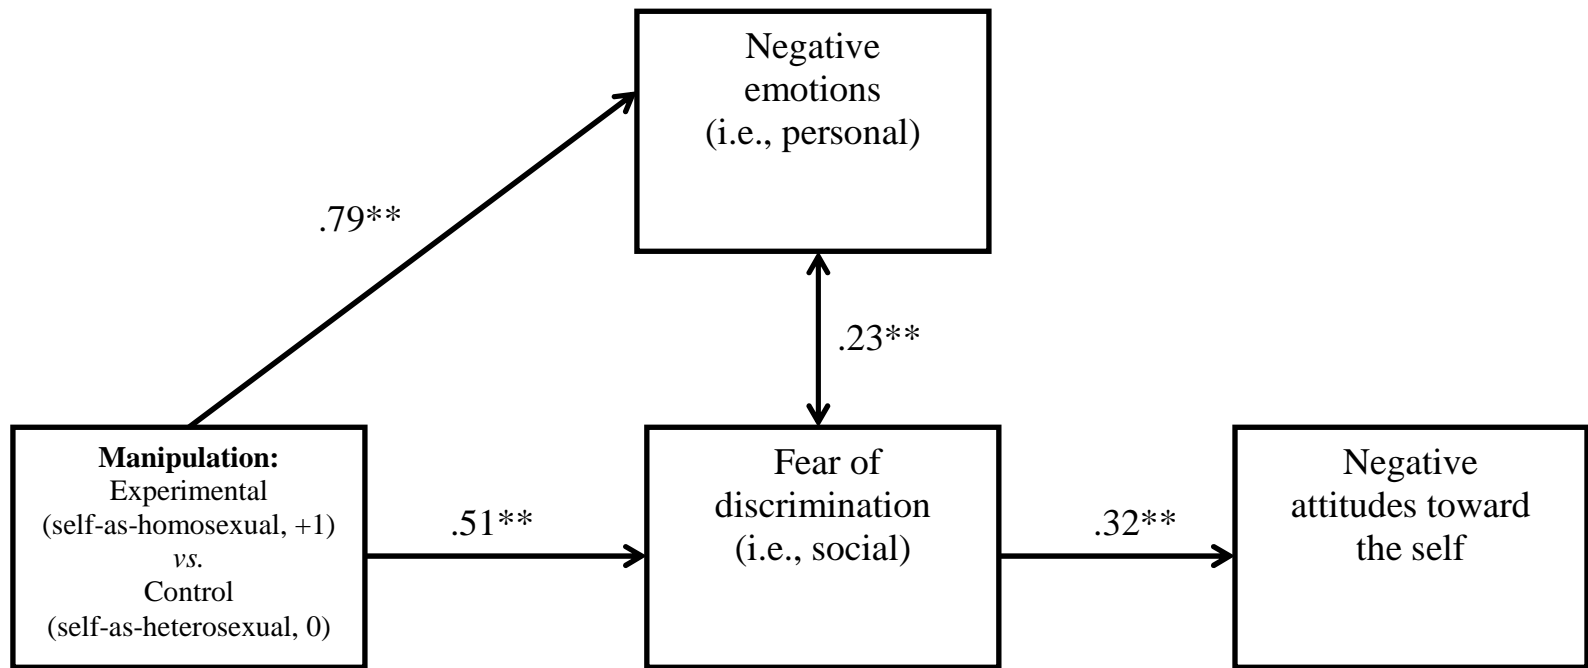 Negative
emotions
(i.e., personal)
.79**
.23**
Manipulation:
Experimental
(self-as-homosexual, +1)
vs.
Control
(self-as-heterosexual, 0)
.51**
Fear of
discrimination
(i.e., social)
.32**
Negative
attitudes toward
the self